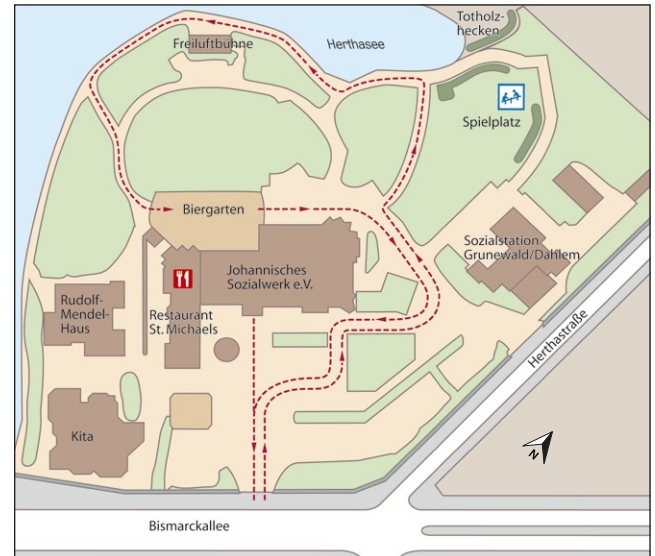 Totholz-
hecken
Freiluftbühne
Herthasee
Spielplatz
Biergarten
Sozialstation
Grunewald/Dahlem
Johannisches
Sozialwerk e.V.
Rudolf-
Mendel-
Haus
Restaurant
St. Michaels
Herthastraße
Kita
N
Bismarckallee